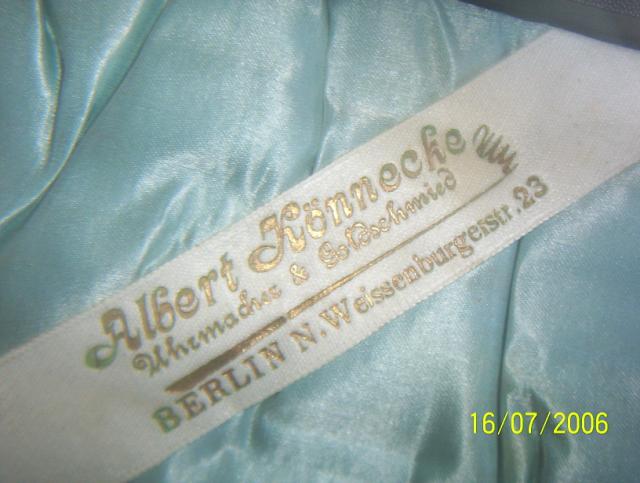 Albert Könnecke
Uhrmacher & Goldschmied
BERLIN N. Weissenburgerstr. 23
16/07/2006